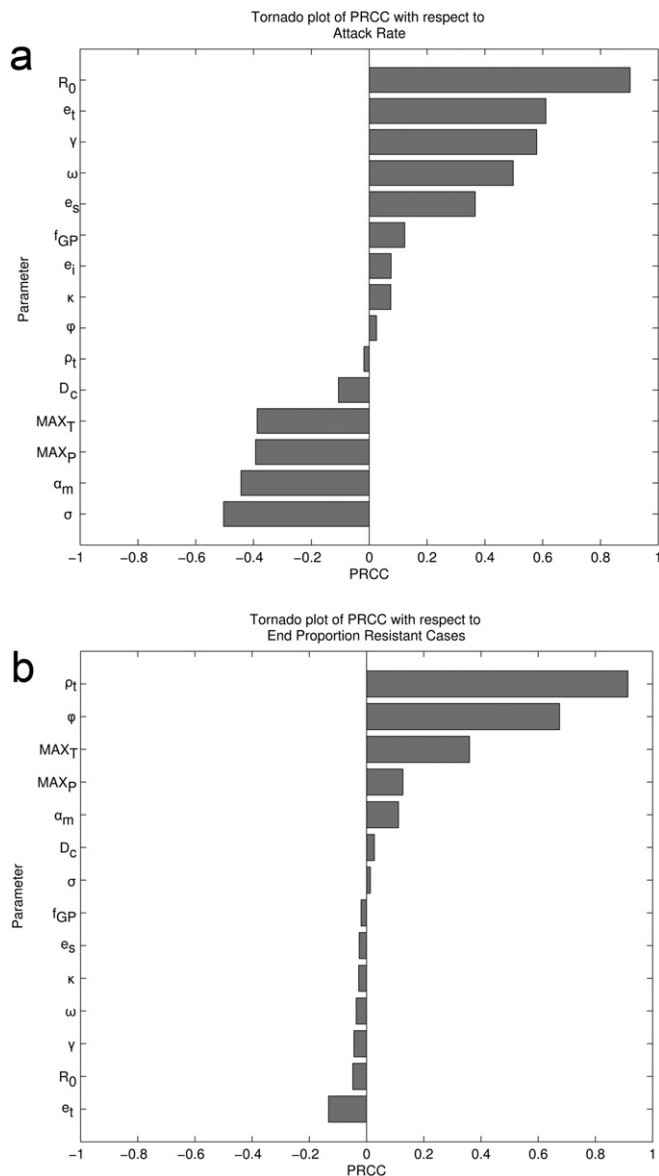 Tornado plot of PRCC with respect to
Attack Rate
a
R0
et
γ
ω
es
fGP
ei
κ
φ
ρt
Dc
MAXT
MAXP
αm
σ
Parameter
−1 −0.8 −0.6 −0.4 −0.2 0 0.2 0.4 0.6 0.8 1
PRCC
Tornado plot of PRCC with respect to
End Proportion Resistant Cases
b
ρt
φ
MAXT
MAXP
αm
Dc
σ
fGP
es
κ
ω
γ
R0
et
Parameter
−1 −0.8 −0.6 −0.4 −0.2 0 0.2 0.4 0.6 0.8 1
PRCC